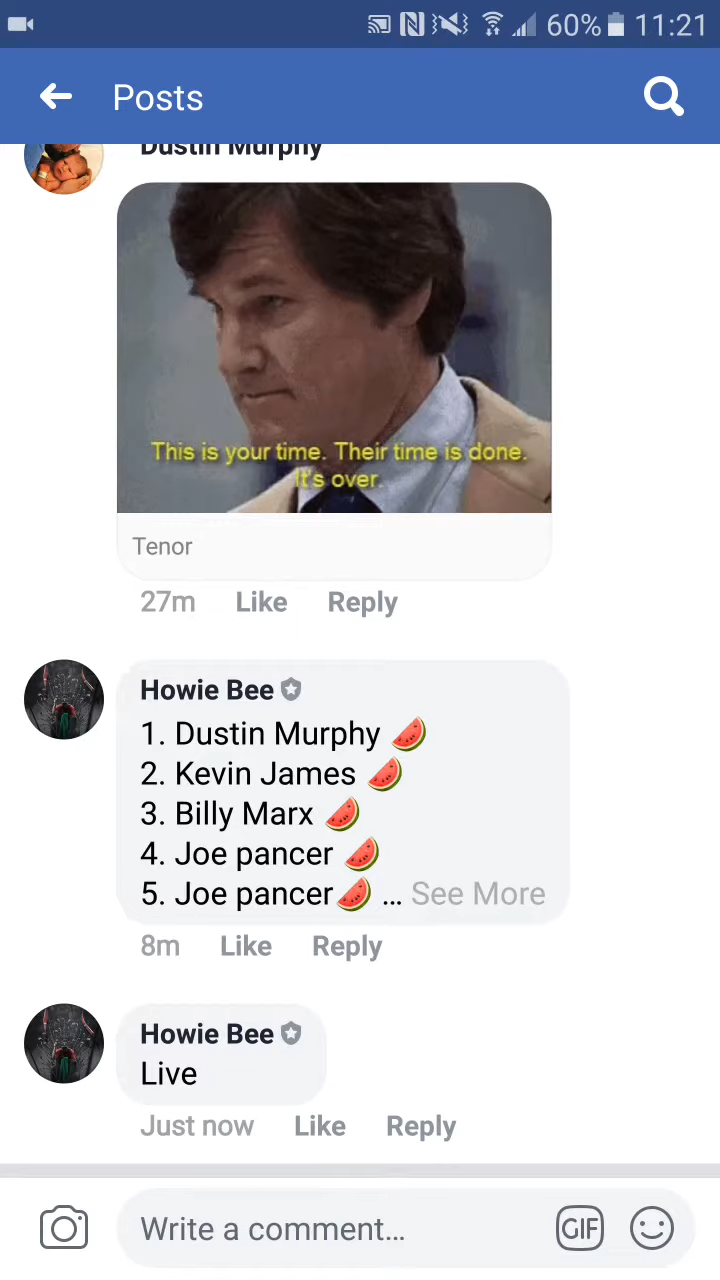 60% 11:21
Posts
Dustin Murphy
This is your time. Their time is done.
It's over.
Tenor
27m Like Reply
Howie Bee
1. Dustin Murphy 🍉
2. Kevin James 🍉
3. Billy Marx 🍉
4. Joe pancer 🍉
5. Joe pancer🍉 ... See More
8m Like Reply
Howie Bee
Live
Just now Like Reply
Write a comment...
GIF